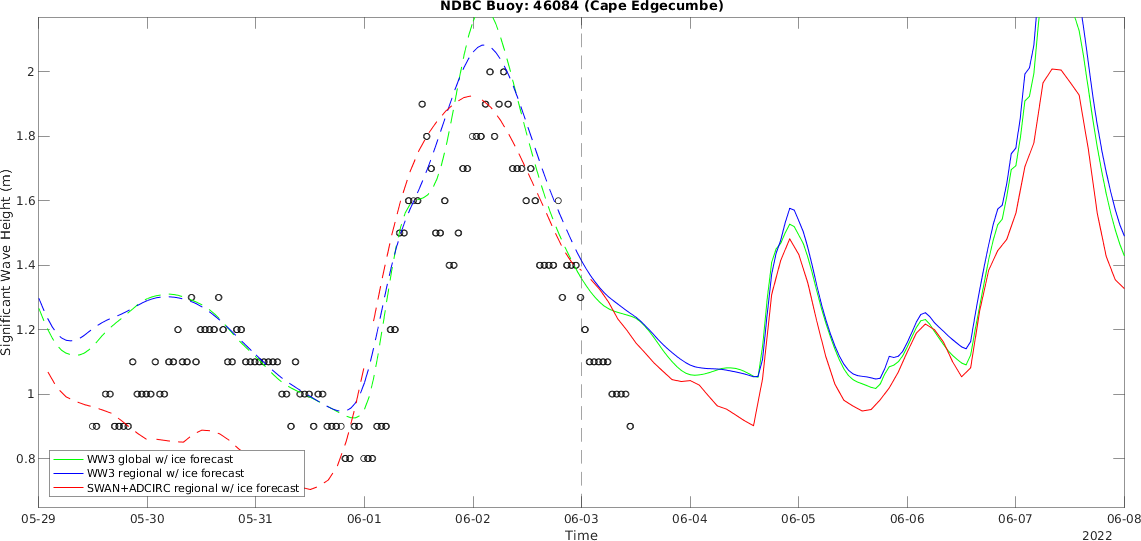 NDBC Buoy: 46084 (Cape Edgecumbe)
Significant Wave Height (m)
2
1.8
1.6
1.4
1.2
1
0.8
WW3 global w/ ice forecast
WW3 regional w/ ice forecast
SWAN+ADCIRC regional w/ ice forecast
05-29 05-30 05-31 06-01 06-02 06-03 06-04 06-05 06-06 06-07 06-08
Time
2022